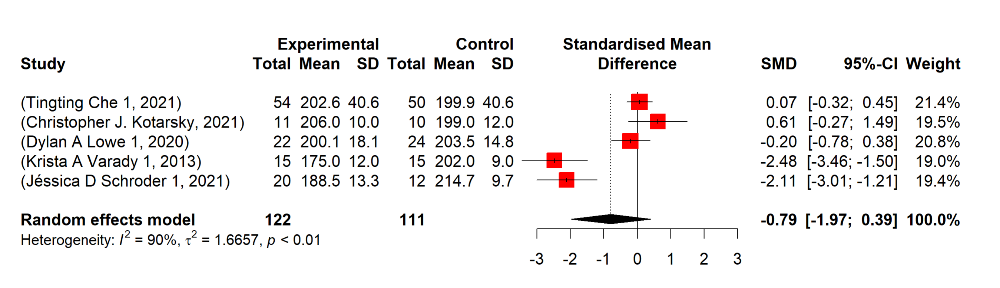 Experimental Control Standardised Mean
Study Total Mean SD Total Mean SD Difference SMD 95%-CI Weight
(Tingting Che 1, 2021) 54 202.6 40.6 50 199.9 40.6 0.07 [-0.32; 0.45] 21.4%
(Christopher J. Kotarsky, 2021) 11 206.0 10.0 10 199.0 12.0 0.61 [-0.27; 1.49] 19.5%
(Dylan A Lowe 1, 2020) 22 200.1 18.1 24 203.5 14.8 -0.20 [-0.78; 0.38] 20.8%
(Krista A Varady 1, 2013) 15 175.0 12.0 15 202.0 9.0 -2.48 [-3.46; -1.50] 19.0%
(Jéssica D Schroder 1, 2021) 20 188.5 13.3 12 214.7 9.7 -2.11 [-3.01; -1.21] 19.4%
Random effects model 122 111 -0.79 [-1.97; 0.39] 100.0%
Heterogeneity: I² = 90%, τ² = 1.6657, p < 0.01
-3 -2 -1 0 1 2 3